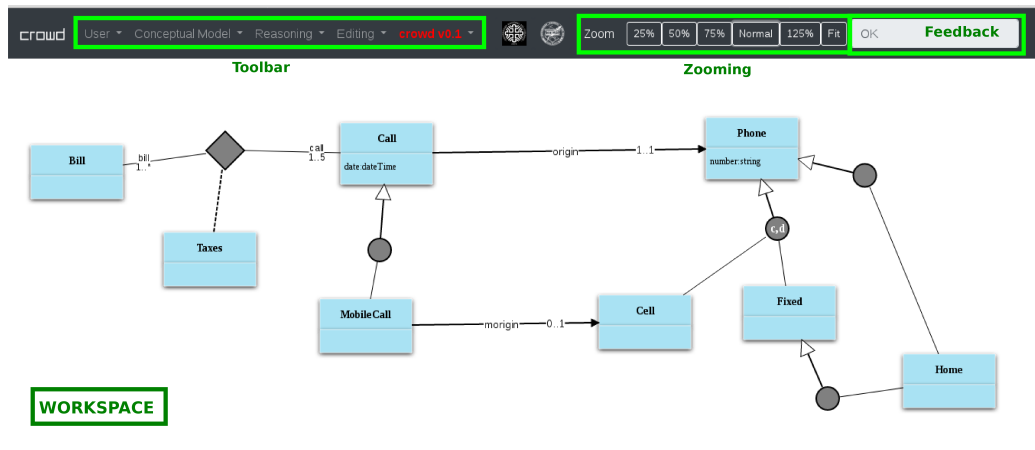 crowd User Conceptual Model Reasoning Editing crowd v0.1 Zoom 25% 50% 75% Normal 125% Fit OK Feedback
Toolbar Zooming
Bill
bill
1..*
call
1..5
Call
date:dateTime
origin 1..1
Phone
number:string
Taxes
c,d
MobileCall
morigin 0..1
Cell
Fixed
Home
WORKSPACE